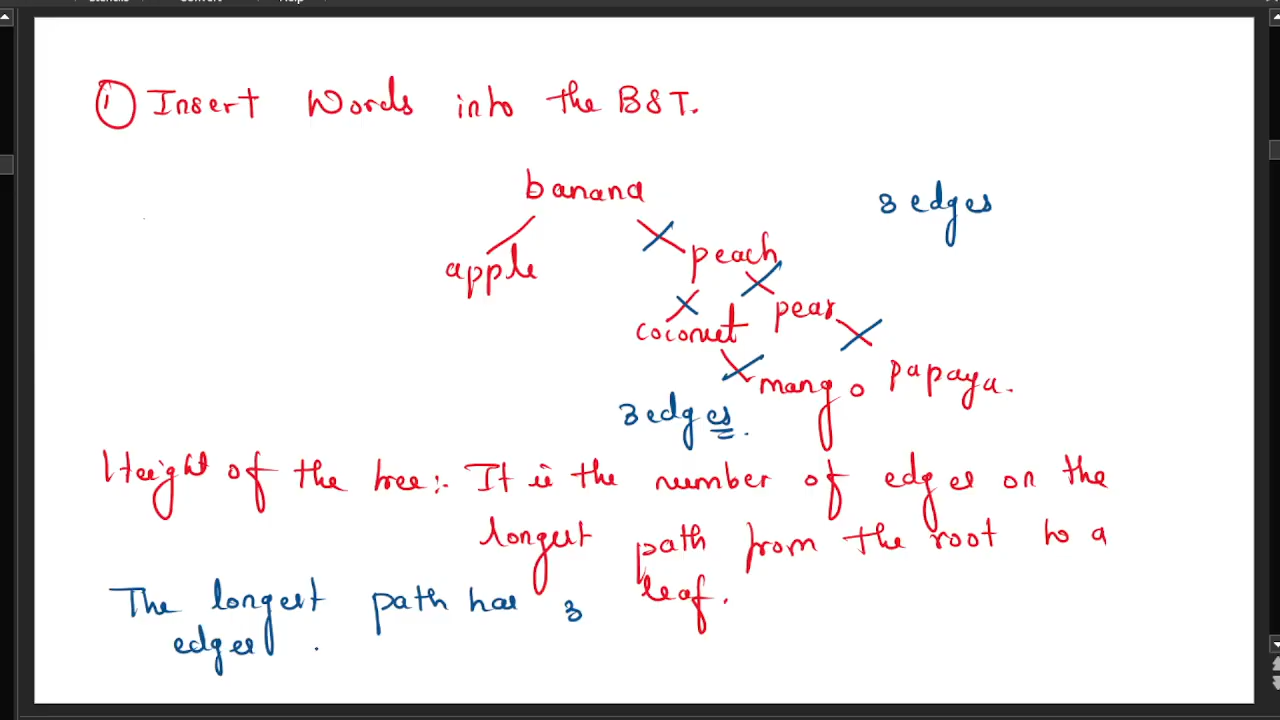 ① Insert Words into the BST.
banana
3 edges
peach
apple
pear
coconut
mango papaya.
3 edges.
Height of the tree:- It is the number of edges on the
longest path from the root to a
leaf.
The longest path has 3
edges.